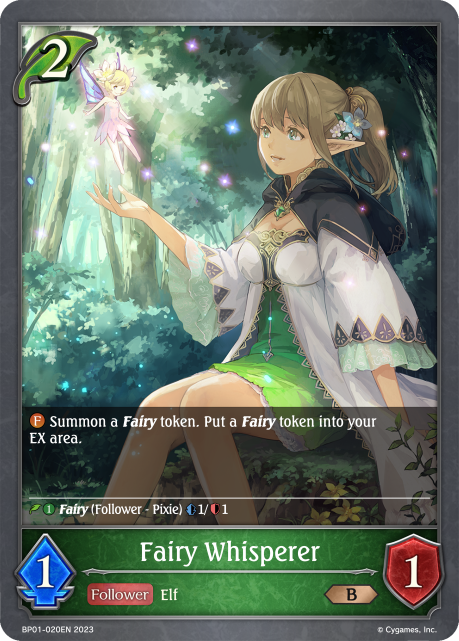 2
F Summon a Fairy token. Put a Fairy token into your
EX area.
1 Fairy (Follower - Pixie) 1/ 1
Fairy Whisperer
1
Follower Elf
B
1
BP01-020EN 2023
© Cygames, Inc.